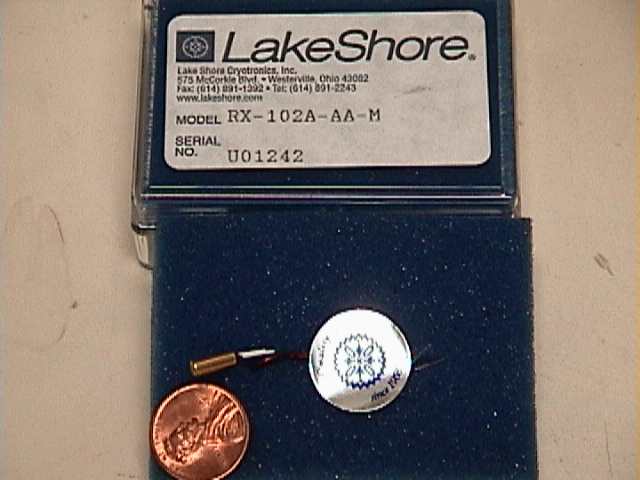 LakeShore®
Lake Shore Cryotronics, Inc.
575 McCorkle Blvd. • Westerville, Ohio 43082
Fax: (614) 891-1392 • Tel: (614) 891-2243
www.lakeshore.com
MODEL RX-102A-AA-M
SERIAL
NO. U01242
since